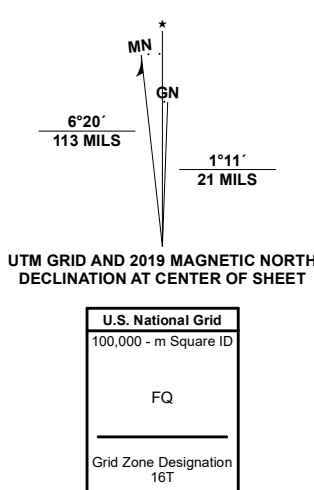 ★
MN
GN
6°20´
113 MILS
1°11´
21 MILS
UTM GRID AND 2019 MAGNETIC NORTH
DECLINATION AT CENTER OF SHEET
U.S. National Grid
100,000 - m Square ID
FQ
Grid Zone Designation
16T